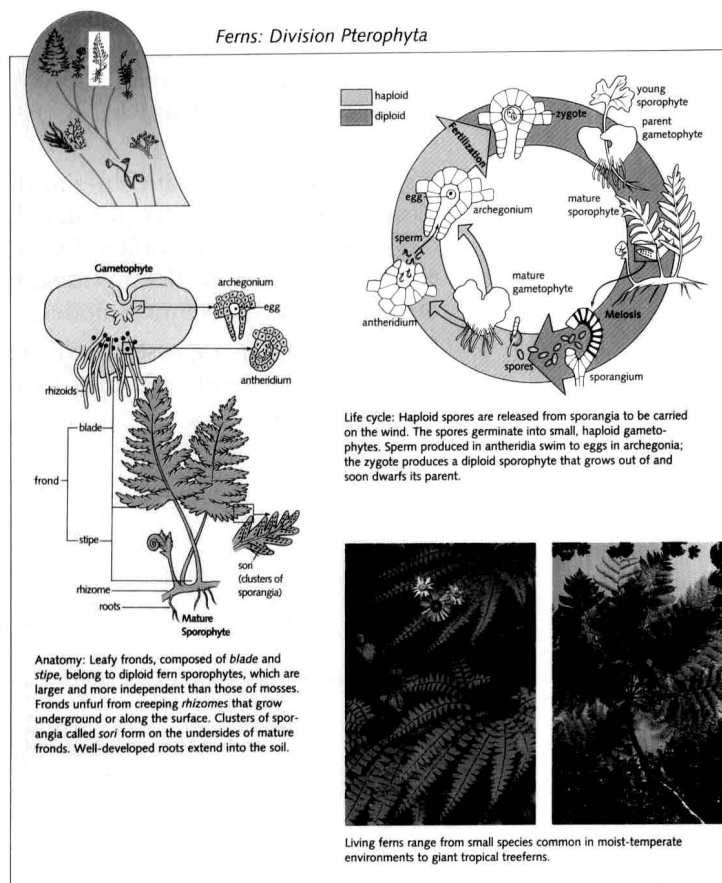 Ferns: Division Pterophyta
haploid
diploid
young
sporophyte
parent
gametophyte
zygote
Fertilization
egg
archegonium
sperm
mature
sporophyte
mature
gametophyte
antheridium
Meiosis
spores
sporangium
Life cycle: Haploid spores are released from sporangia to be carried
on the wind. The spores germinate into small, haploid gameto-
phytes. Sperm produced in antheridia swim to eggs in archegonia;
the zygote produces a diploid sporophyte that grows out of and
soon dwarfs its parent.
Gametophyte
archegonium
egg
antheridium
rhizoids
blade
frond
stipe
sori
(clusters of
sporangia)
rhizome
roots
Mature
Sporophyte
Anatomy: Leafy fronds, composed of blade and
stipe, belong to diploid fern sporophytes, which are
larger and more independent than those of mosses.
Fronds unfurl from creeping rhizomes that grow
underground or along the surface. Clusters of spor-
angia called sori form on the undersides of mature
fronds. Well-developed roots extend into the soil.
Living ferns range from small species common in moist-temperate
environments to giant tropical treeferns.